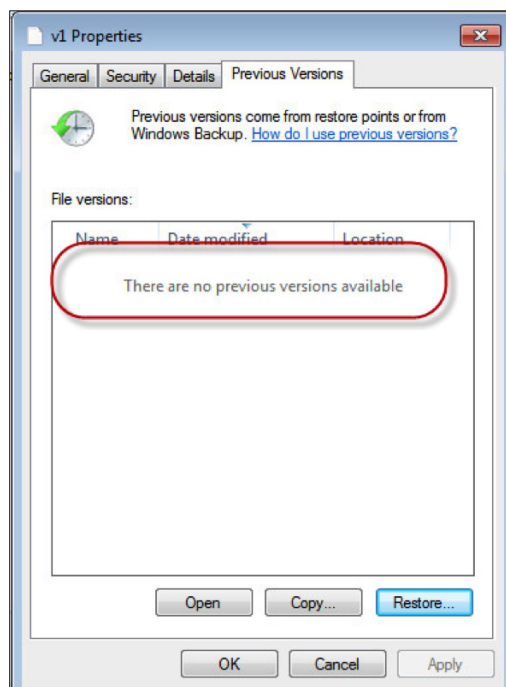 v1 Properties
General Security Details Previous Versions
Previous versions come from restore points or from
Windows Backup. How do I use previous versions?
File versions:
Name Date modified Location
There are no previous versions available
Open Copy... Restore...
OK Cancel Apply